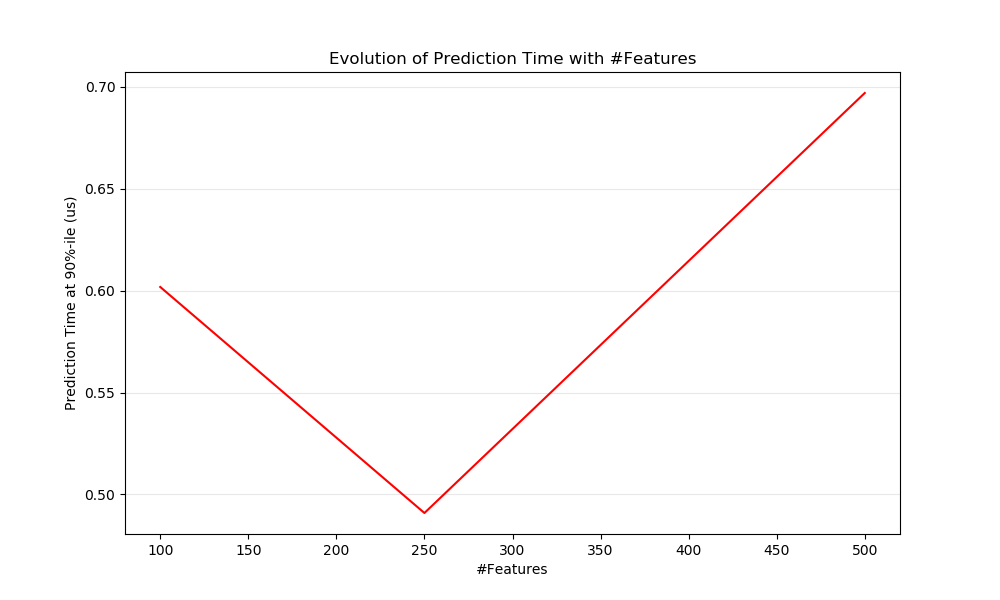 Evolution of Prediction Time with #Features
Prediction Time at 90%-ile (us)
0.70
0.65
0.60
0.55
0.50
100 150 200 250 300 350 400 450 500
#Features